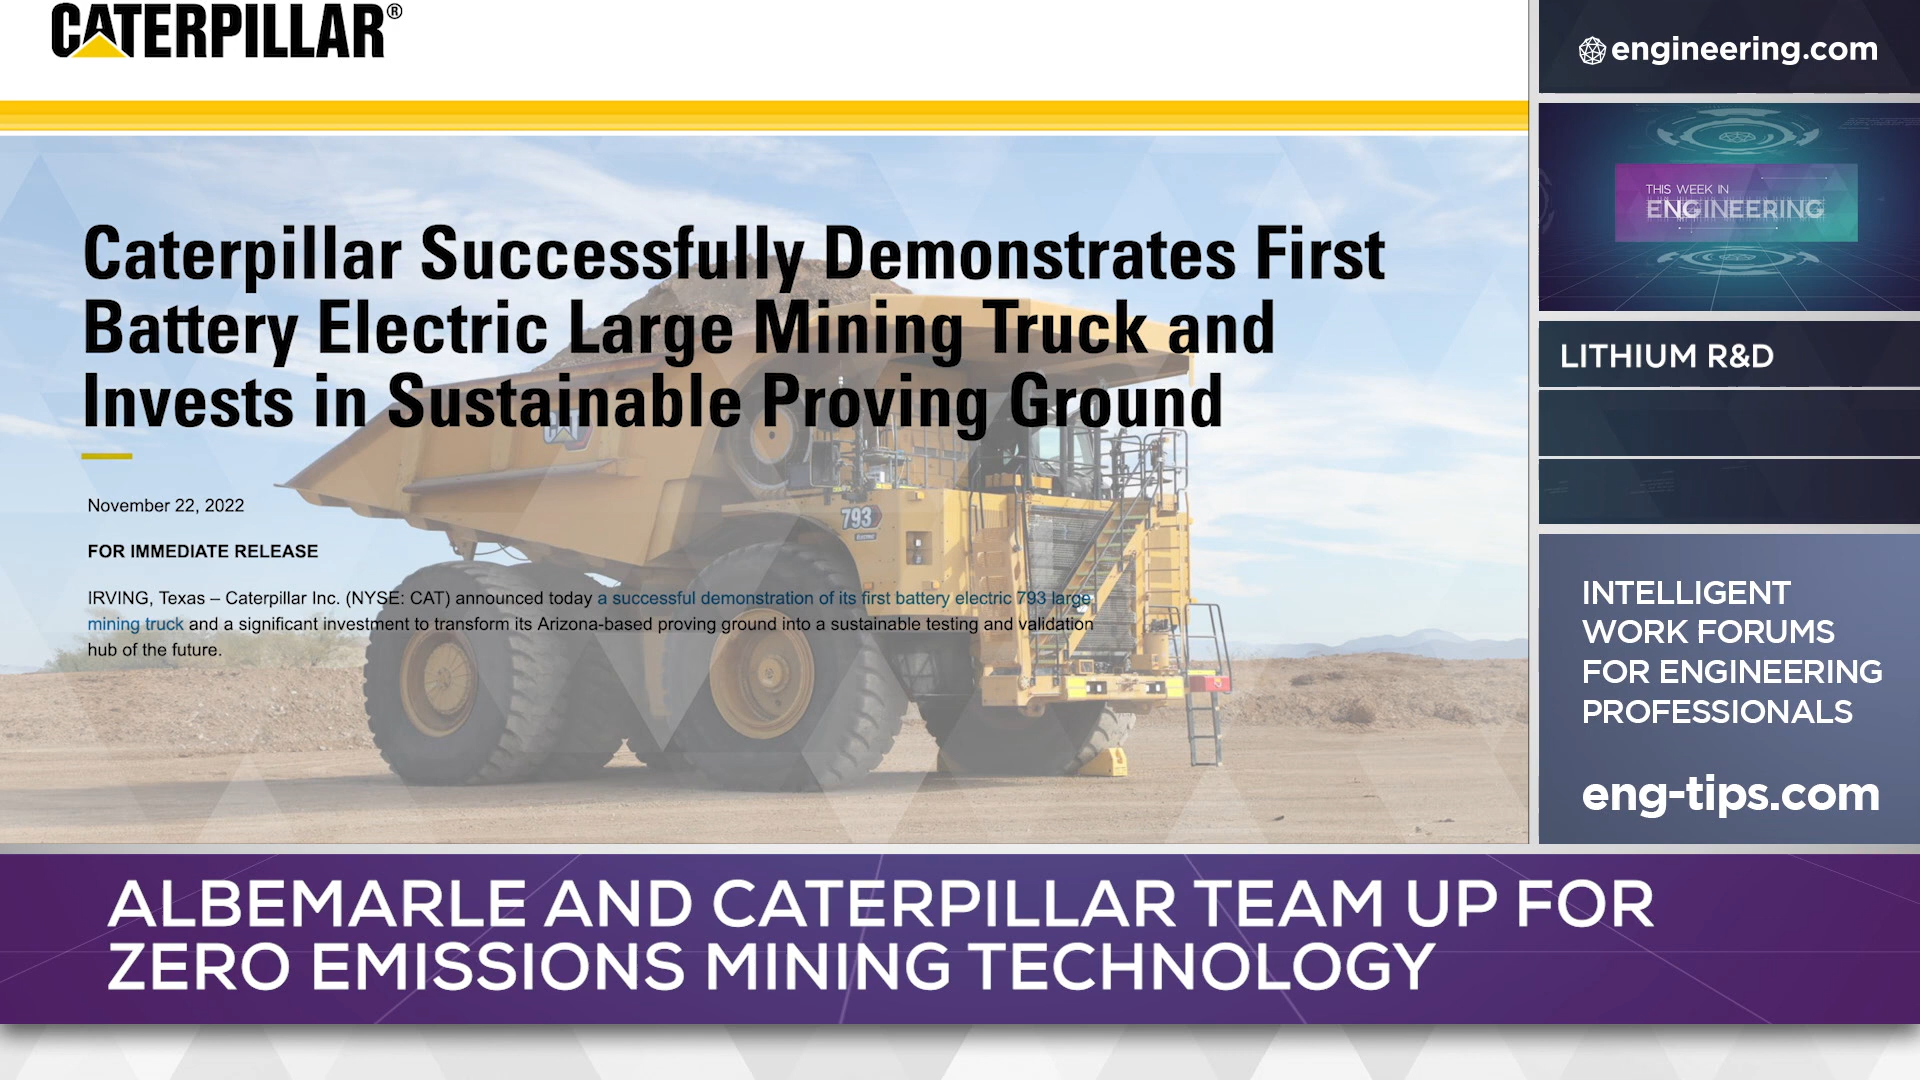 CATERPILLAR®
Caterpillar Successfully Demonstrates First
Battery Electric Large Mining Truck and
Invests in Sustainable Proving Ground
November 22, 2022
FOR IMMEDIATE RELEASE
IRVING, Texas – Caterpillar Inc. (NYSE: CAT) announced today a successful demonstration of its first battery electric 793 large
mining truck and a significant investment to transform its Arizona-based proving ground into a sustainable testing and validation
hub of the future.
CAT
793
engineering.com
THIS WEEK IN
ENGINEERING
LITHIUM R&D
INTELLIGENT
WORK FORUMS
FOR ENGINEERING
PROFESSIONALS
eng-tips.com
ALBEMARLE AND CATERPILLAR TEAM UP FOR
ZERO EMISSIONS MINING TECHNOLOGY